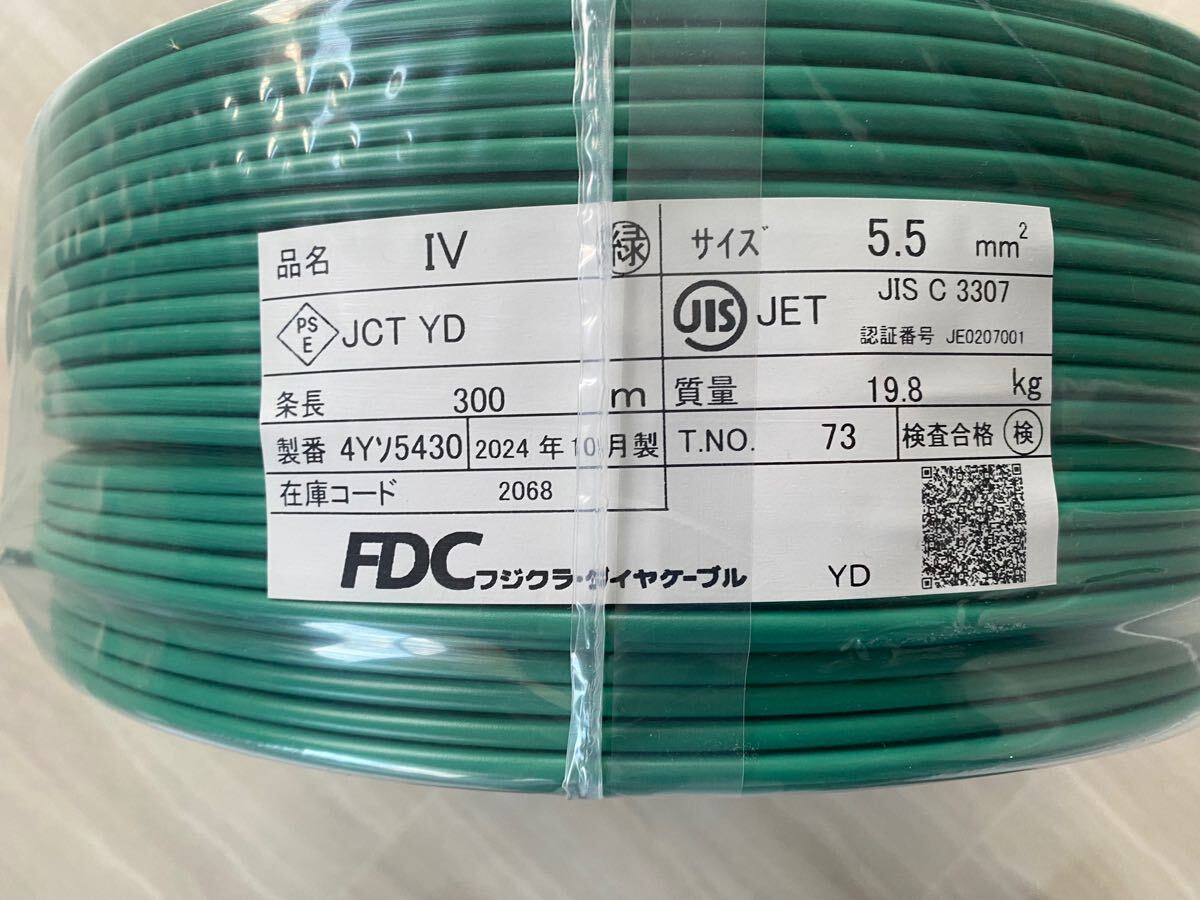 品名 IV 緑 サイズ 5.5 mm²
PSE JCT YD JIS JET JIS C 3307
認証番号 JE0207001
条長 300 m 質量 19.8 kg
製番 4Yソ5430 2024 年 10 月製 T.NO. 73 検査合格 検
在庫コード 2068
FDC フジクラ・ダイヤケーブル YD